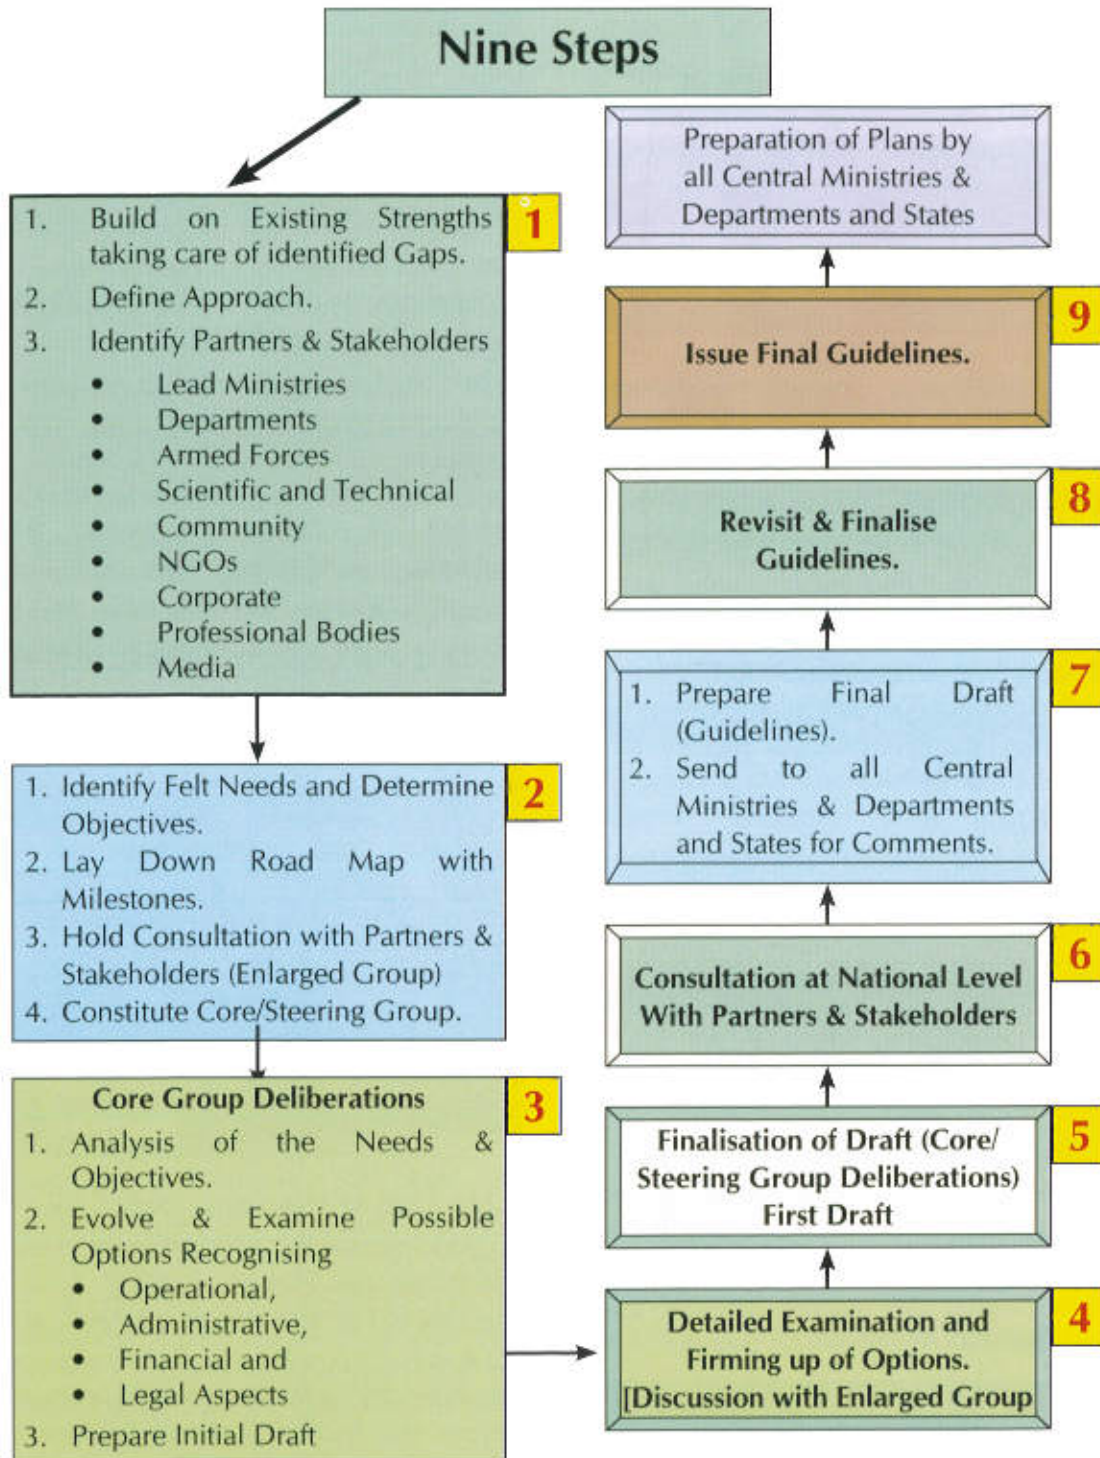 Nine Steps
1
1. Build on Existing Strengths
taking care of identified Gaps.
2. Define Approach.
3. Identify Partners & Stakeholders
• Lead Ministries
• Departments
• Armed Forces
• Scientific and Technical
• Community
• NGOs
• Corporate
• Professional Bodies
• Media
2
1. Identify Felt Needs and Determine
Objectives.
2. Lay Down Road Map with
Milestones.
3. Hold Consultation with Partners &
Stakeholders (Enlarged Group)
4. Constitute Core/Steering Group.
3
Core Group Deliberations
1. Analysis of the Needs &
Objectives.
2. Evolve & Examine Possible
Options Recognising
• Operational,
• Administrative,
• Financial and
• Legal Aspects
3. Prepare Initial Draft
4
Detailed Examination and
Firming up of Options.
[Discussion with Enlarged Group
5
Finalisation of Draft (Core/
Steering Group Deliberations)
First Draft
6
Consultation at National Level
With Partners & Stakeholders
7
1. Prepare Final Draft
(Guidelines).
2. Send to all Central
Ministries & Departments
and States for Comments.
8
Revisit & Finalise
Guidelines.
9
Issue Final Guidelines.
Preparation of Plans by
all Central Ministries &
Departments and States